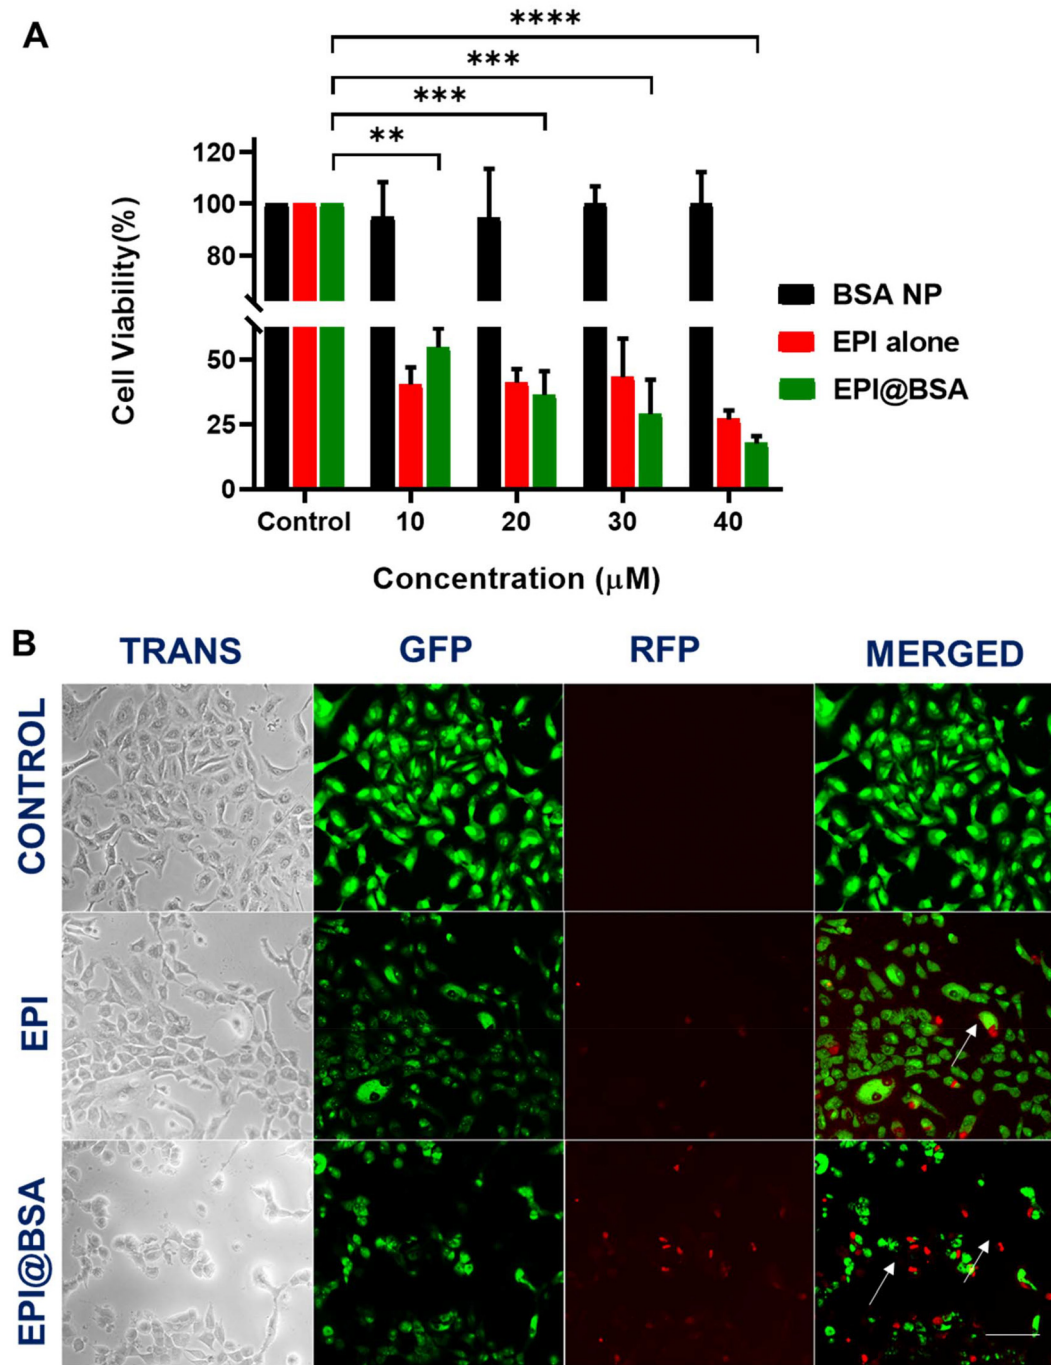 A
****
***
***
**
120
100
80
50
25
0
Cell Viability(%)
Control 10 20 30 40
Concentration (μM)
BSA NP
EPI alone
EPI@BSA
B
TRANS GFP RFP MERGED
CONTROL
EPI
EPI@BSA